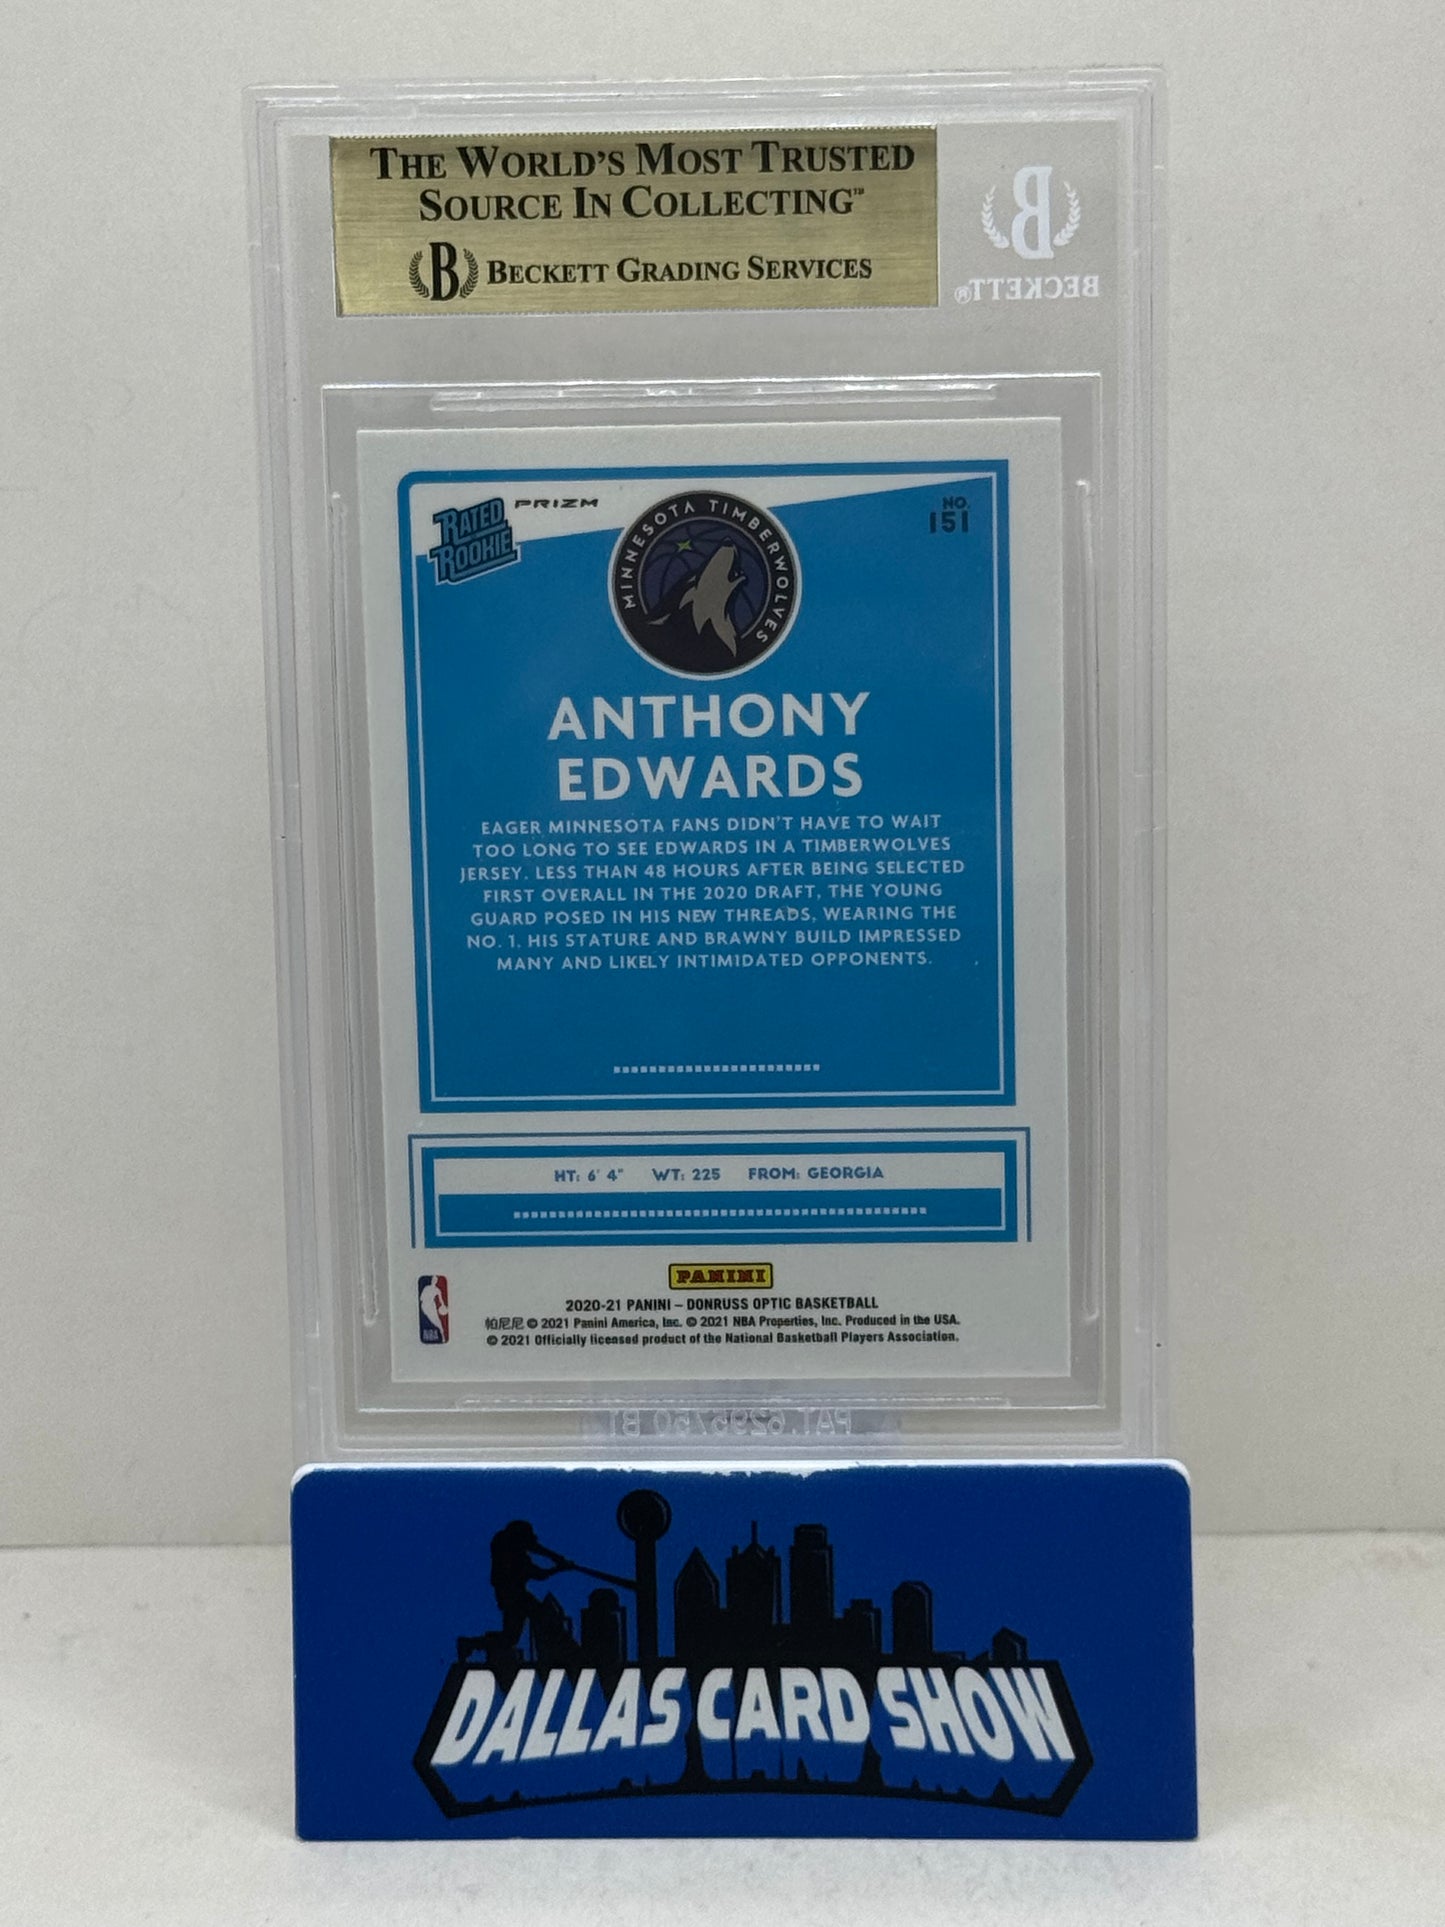 THE WORLD'S MOST TRUSTED
SOURCE IN COLLECTING™
B BECKETT GRADING SERVICES
B
BECKETT®
RATED
ROOKIE
PRIZM
MINNESOTA TIMBERWOLVES
NO.
151
ANTHONY
EDWARDS
EAGER MINNESOTA FANS DIDN'T HAVE TO WAIT
TOO LONG TO SEE EDWARDS IN A TIMBERWOLVES
JERSEY. LESS THAN 48 HOURS AFTER BEING SELECTED
FIRST OVERALL IN THE 2020 DRAFT, THE YOUNG
GUARD POSED IN HIS NEW THREADS, WEARING THE
NO. 1. HIS STATURE AND BRAWNY BUILD IMPRESSED
MANY AND LIKELY INTIMIDATED OPPONENTS.
HT: 6' 4" WT: 225 FROM: GEORGIA
PANINI
NBA
2020-21 PANINI – DONRUSS OPTIC BASKETBALL
帕尼尼 © 2021 Panini America, Inc. © 2021 NBA Properties, Inc. Produced in the USA.
© 2021 Officially licensed product of the National Basketball Players Association.
PAT. 6295750 B1
DALLAS CARD SHOW